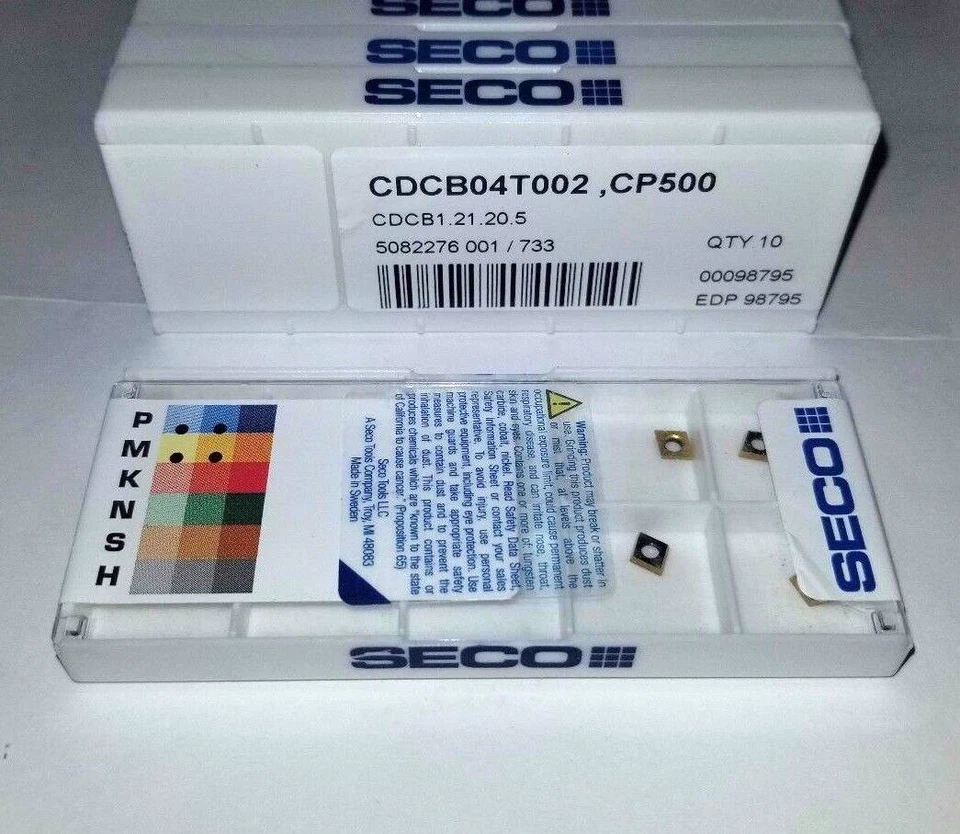 SECO
SECO
SECO
CDCB04T002 ,CP500
CDCB1.21.20.5
5082276 001 / 733
QTY 10
00098795
EDP 98795
P
M
K
N
S
H
Warning: Product may break or shatter in
use. Grinding this product produces dust
or mist that, at levels above the
occupational exposure limit, could cause permanent
respiratory disease, and can irritate nose, throat,
skin and eyes. Contains one or more of: tungsten
carbide, cobalt, nickel. Read Safety Data Sheet,
Safety Information Sheet or contact your sales
representative. To avoid injury, use personal
protective equipment, including eye protection. Use
machine guards and take appropriate safety
measures to contain dust and to prevent the
inhalation of dust. This product contains or
produces chemicals which are "known to the state
of California to cause cancer." (Proposition 65)
Seco Tools LLC
A Seco Tools Company, Troy, MI 48083
Made in Sweden
SECO
SECO